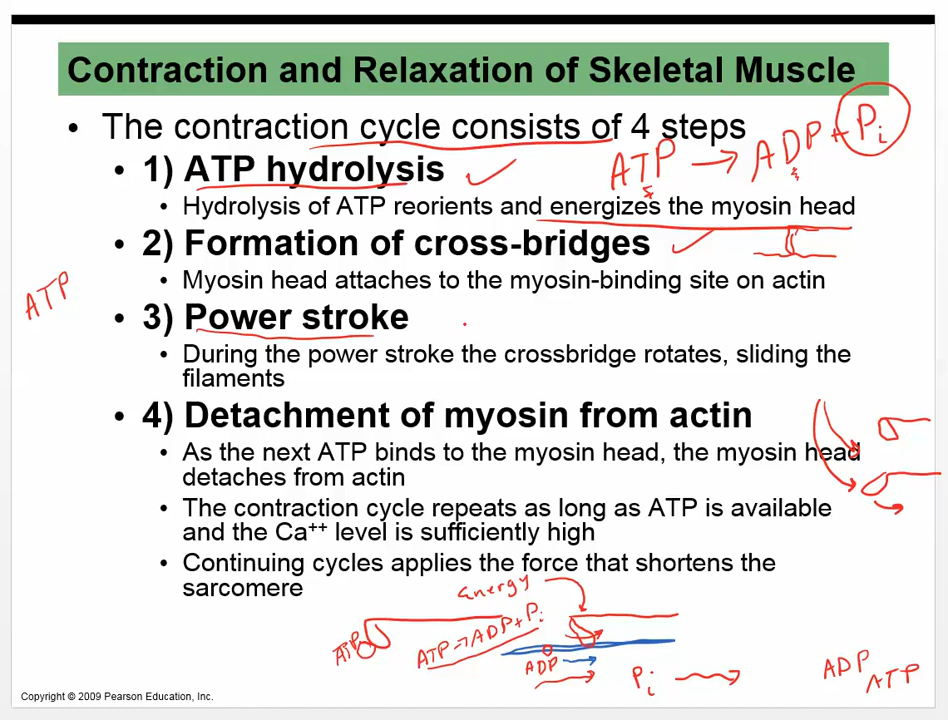 Contraction and Relaxation of Skeletal Muscle
• The contraction cycle consists of 4 steps
ATP → ADP + Pi
• 1) ATP hydrolysis
• Hydrolysis of ATP reorients and energizes the myosin head
• 2) Formation of cross-bridges
• Myosin head attaches to the myosin-binding site on actin
ATP
• 3) Power stroke
• During the power stroke the crossbridge rotates, sliding the
filaments
• 4) Detachment of myosin from actin
• As the next ATP binds to the myosin head, the myosin head
detaches from actin
• The contraction cycle repeats as long as ATP is available
and the Ca++ level is sufficiently high
• Continuing cycles applies the force that shortens the
sarcomere
Energy
ATP
ATP → ADP + Pi
ADP
Pi
ADP
ATP
Copyright © 2009 Pearson Education, Inc.